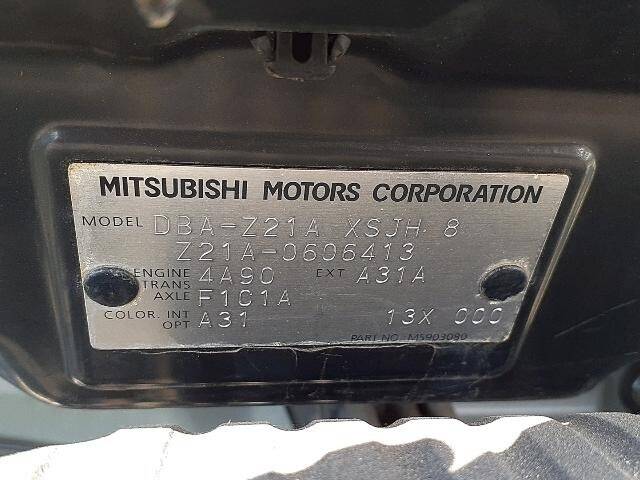 MITSUBISHI MOTORS CORPORATION
MODEL DBA-Z21A XSJH 8
Z21A-0606413
ENGINE 4A90 EXT A31A
TRANS AXLE F1C1A
COLOR. INT A31 13X 000
OPT
PART NO. M5903080